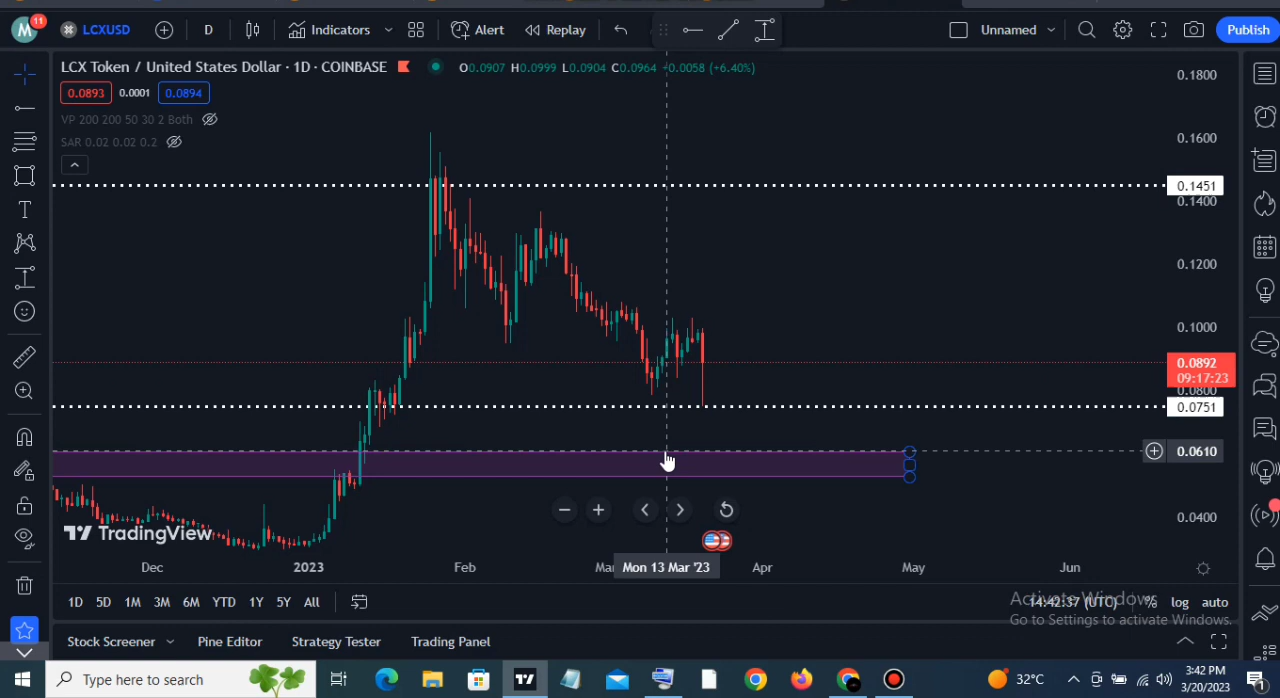 M 11 LCXUSD D Indicators Alert Replay Unnamed Publish
LCX Token / United States Dollar · 1D · COINBASE O0.0907 H0.0999 L0.0904 C0.0964 +0.0058 (+6.40%)
0.0893 0.0001 0.0894
VP 200 200 50 30 2 Both
SAR 0.02 0.02 0.2
0.1800
0.1600
0.1451
0.1400
0.1200
0.1000
0.0892
09:17:23
0.0800
0.0751
0.0610
0.0400
TradingView
Dec 2023 Feb Mar Mon 13 Mar '23 Apr May Jun
1D 5D 1M 3M 6M YTD 1Y 5Y All 14:42:37 (UTC) % log auto
Activate Windows
Go to Settings to activate Windows.
Stock Screener Pine Editor Strategy Tester Trading Panel
Type here to search 32°C 3:42 PM
3/20/2023